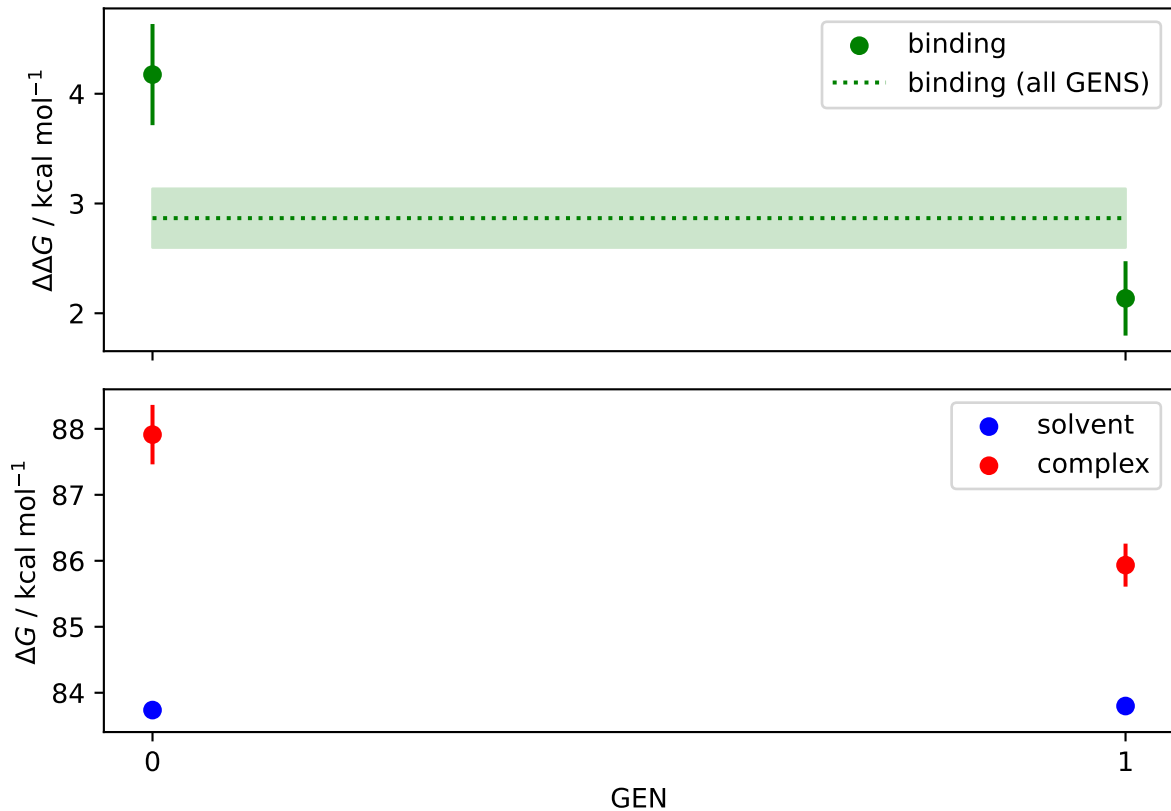 4
3
2
ΔΔG / kcal mol⁻¹
binding
binding (all GENS)
88
87
86
85
84
ΔG / kcal mol⁻¹
solvent
complex
0
1
GEN